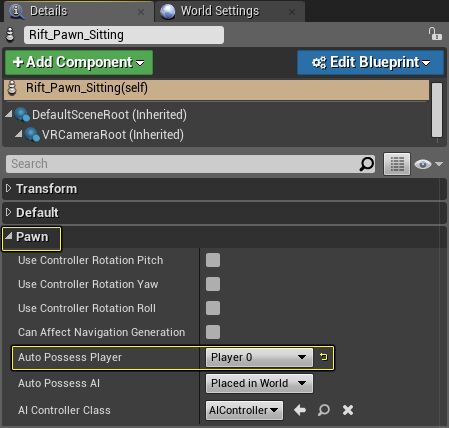 Details
World Settings
Rift_Pawn_Sitting
Add Component
Edit Blueprint
Rift_Pawn_Sitting(self)
DefaultSceneRoot (Inherited)
VRCameraRoot (Inherited)
Search
Transform
Default
Pawn
Use Controller Rotation Pitch
Use Controller Rotation Yaw
Use Controller Rotation Roll
Can Affect Navigation Generation
Auto Possess Player
Player 0
Auto Possess AI
Placed in World
AI Controller Class
AIController